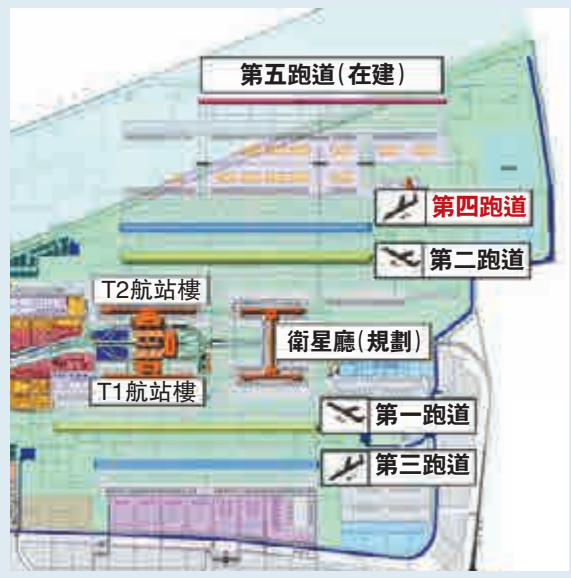 第五跑道(在建)
第四跑道
第二跑道
T2航站樓
衛星廳(規劃)
T1航站樓
第一跑道
第三跑道